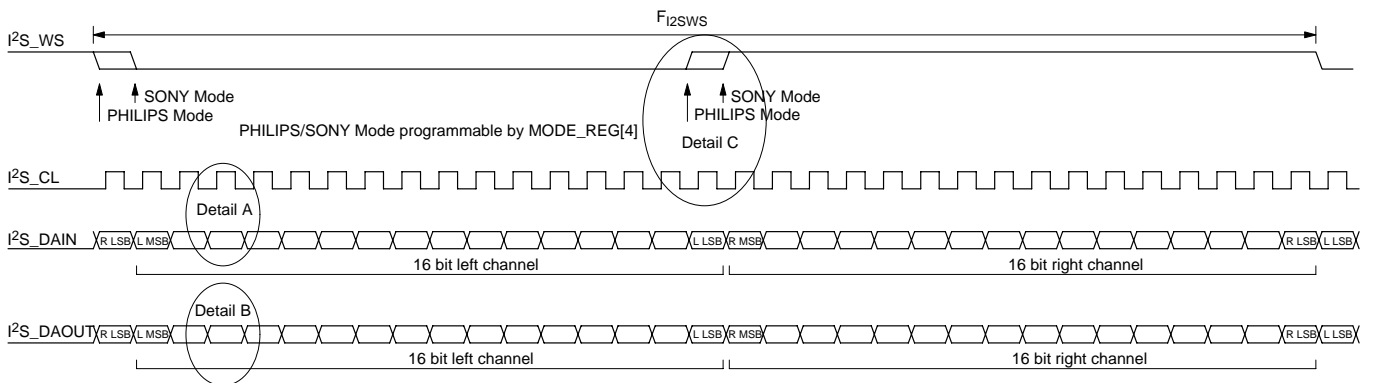 F_I2SWS
I²S_WS
SONY Mode
PHILIPS Mode
SONY Mode
PHILIPS Mode
PHILIPS/SONY Mode programmable by MODE_REG[4]
Detail C
I²S_CL
Detail A
I²S_DAIN
R LSB L MSB L LSB R MSB R LSB L LSB
16 bit left channel 16 bit right channel
Detail B
I²S_DAOUT
R LSB L MSB L LSB R MSB R LSB L LSB
16 bit left channel 16 bit right channel